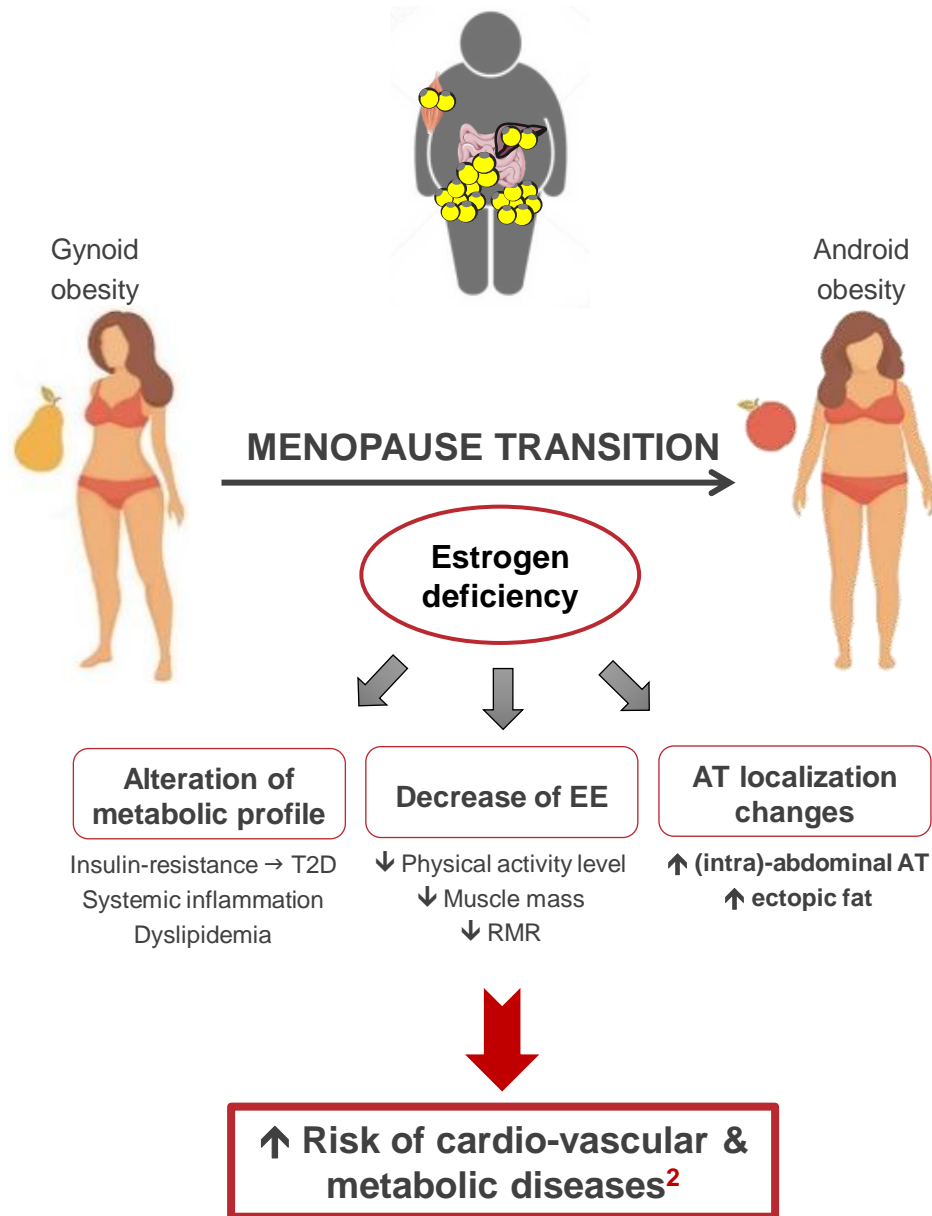 Gynoid
obesity
Android
obesity
MENOPAUSE TRANSITION
Estrogen
deficiency
Alteration of
metabolic profile
Insulin-resistance → T2D
Systemic inflammation
Dyslipidemia
Decrease of EE
↓ Physical activity level
↓ Muscle mass
↓ RMR
AT localization
changes
↑ (intra)-abdominal AT
↑ ectopic fat
↑ Risk of cardio-vascular &
metabolic diseases²